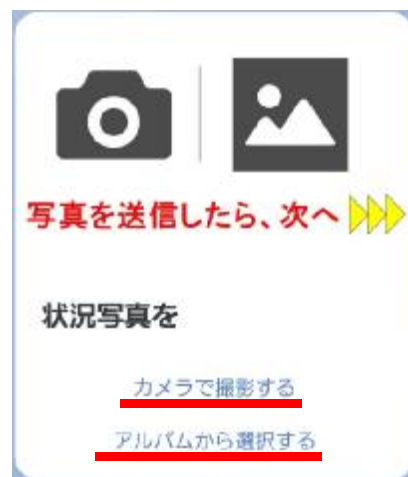 写真を送信したら、次へ
状況写真を
カメラで撮影する
アルバムから選択する